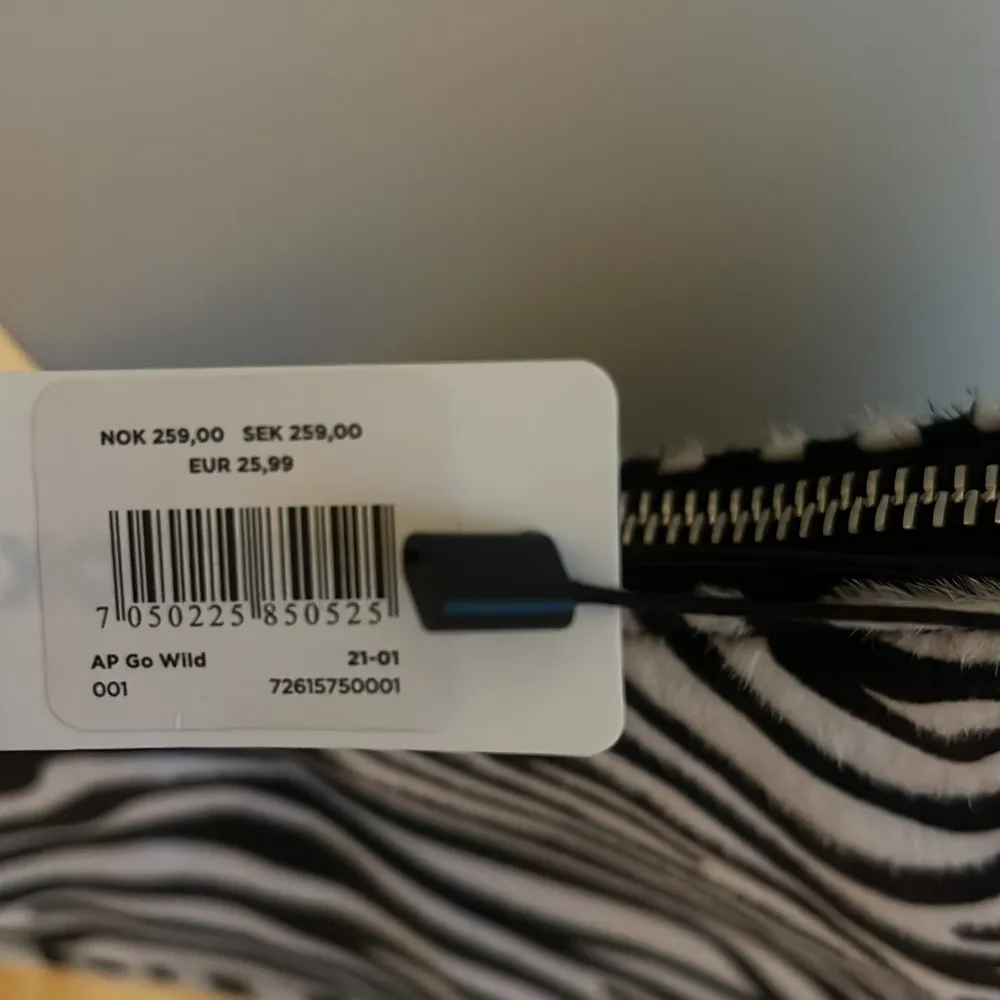 NOK 259,00 SEK 259,00
EUR 25,99
7 050225 850525
AP Go Wild 21-01
001 72615750001